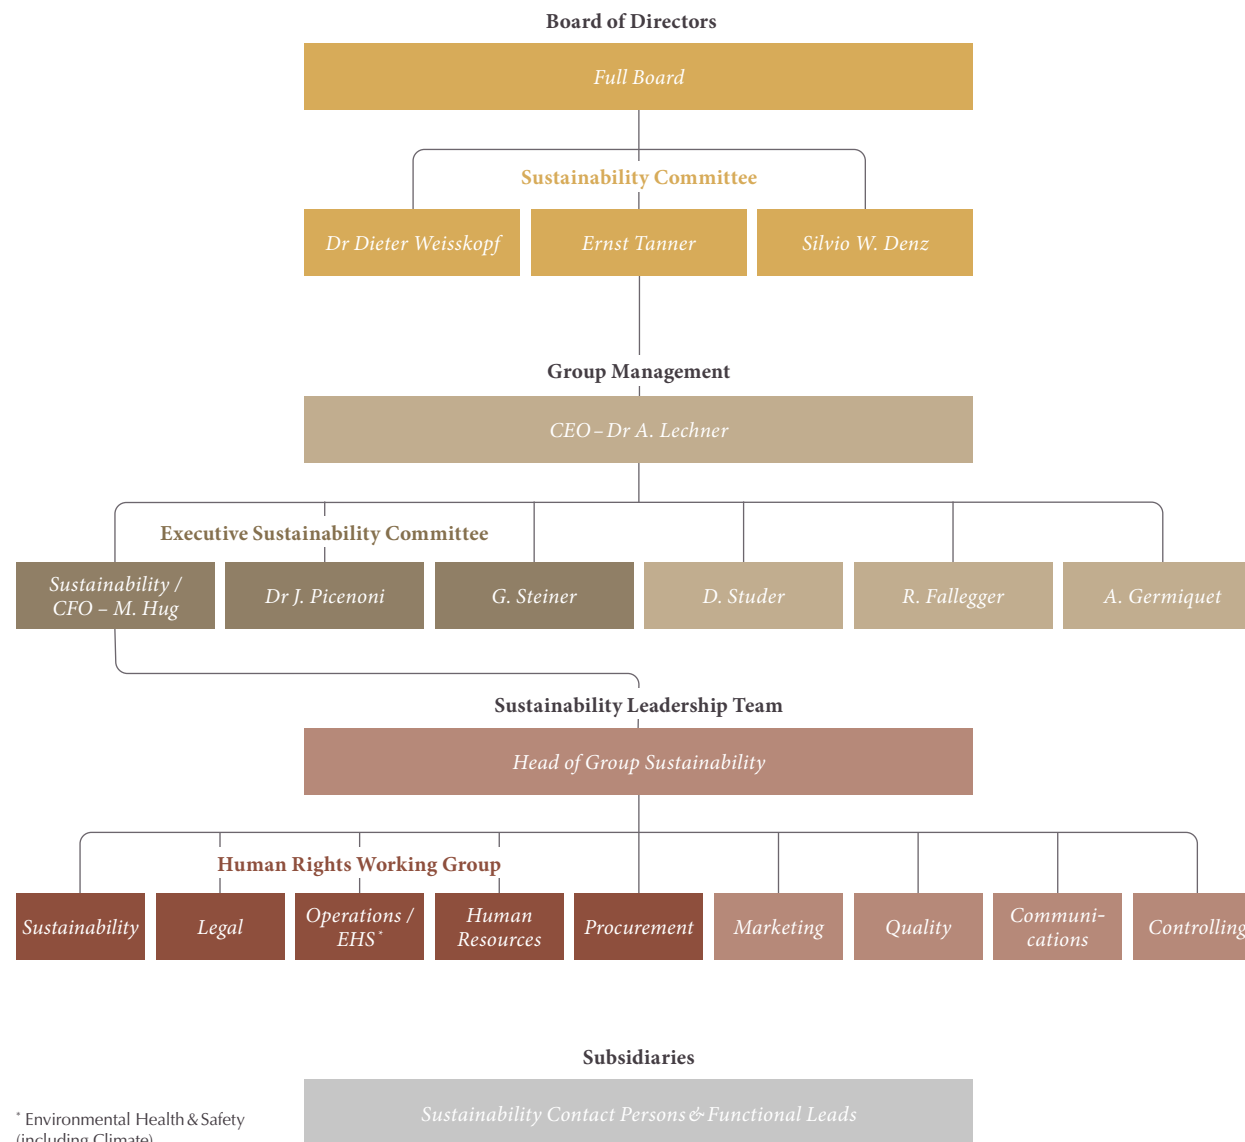 Board of Directors
Full Board
Sustainability Committee
Dr Dieter Weisskopf
Ernst Tanner
Silvio W. Denz
Group Management
CEO – Dr A. Lechner
Executive Sustainability Committee
Sustainability /
CFO – M. Hug
Dr J. Picenoni
G. Steiner
D. Studer
R. Fallegger
A. Germiquet
Sustainability Leadership Team
Head of Group Sustainability
Human Rights Working Group
Sustainability
Legal
Operations /
EHS*
Human
Resources
Procurement
Marketing
Quality
Communi-
cations
Controlling
Subsidiaries
Sustainability Contact Persons & Functional Leads
* Environmental Health & Safety
(including Climate)